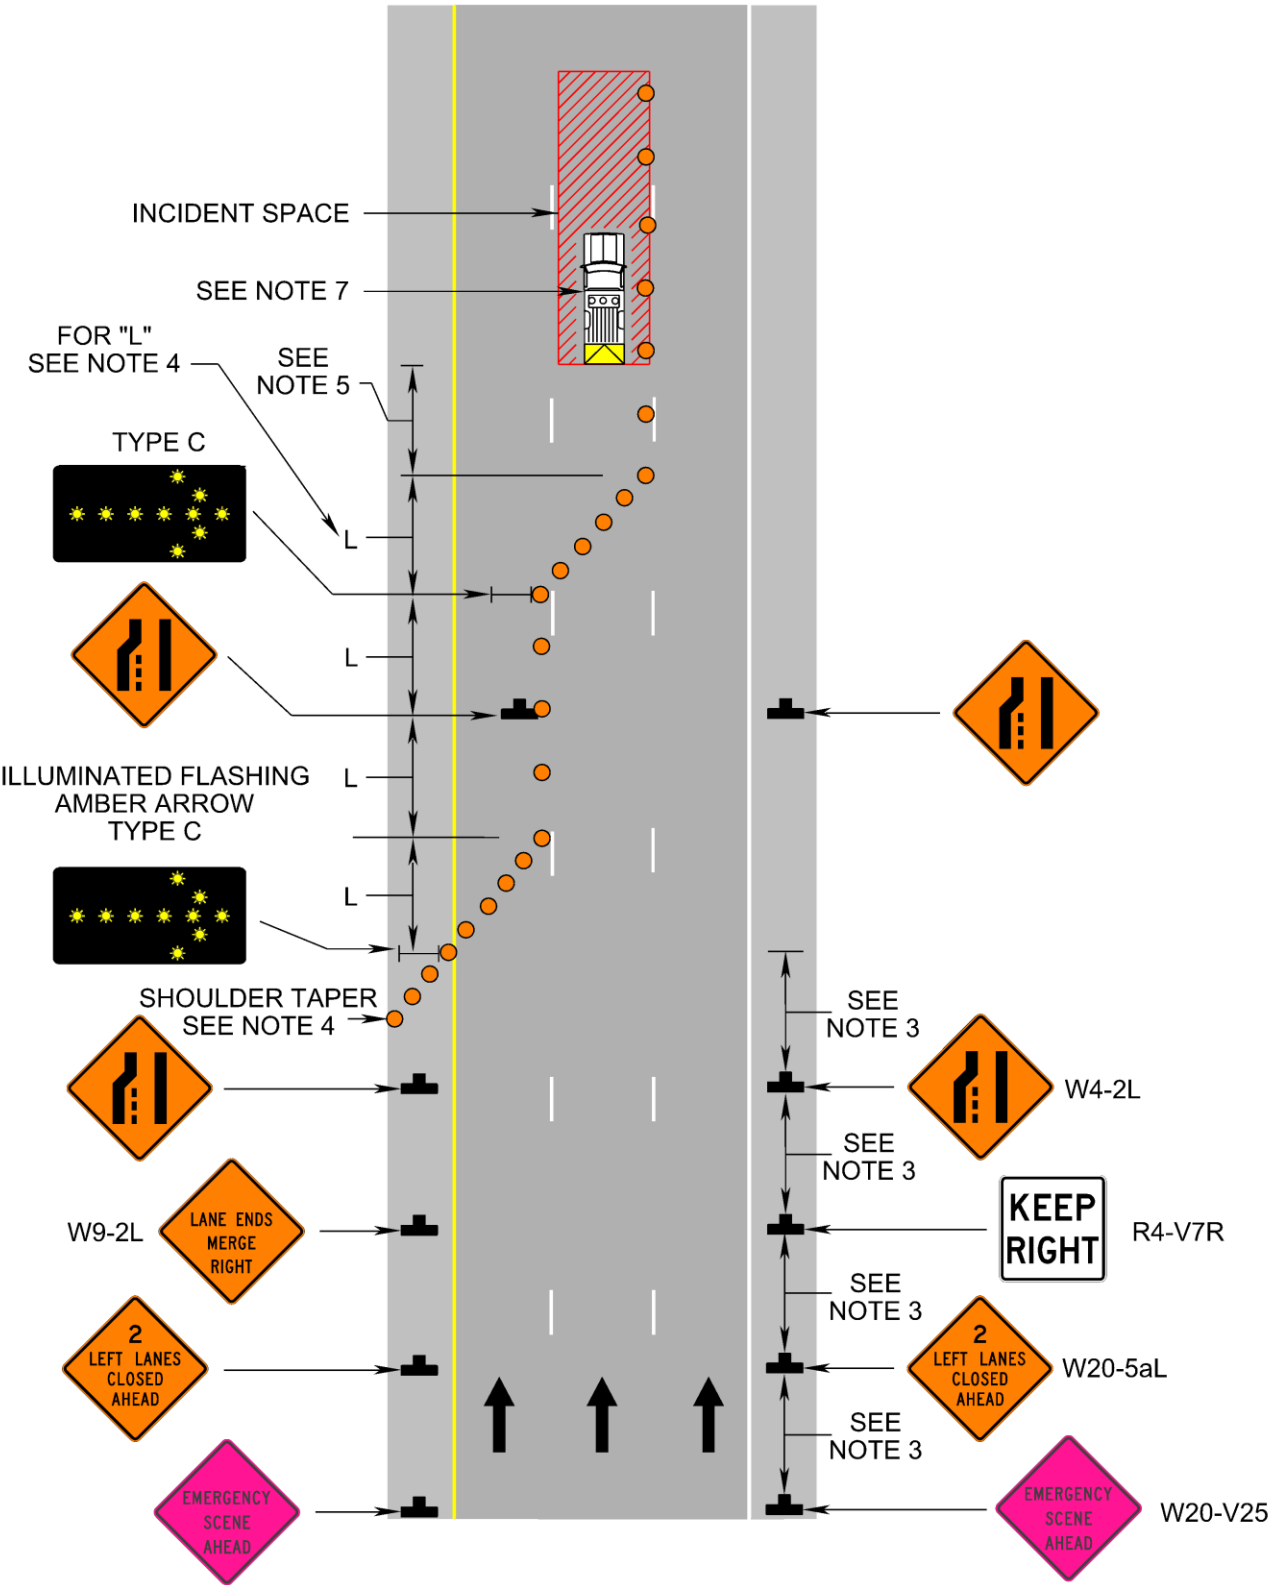 INCIDENT SPACE
SEE NOTE 7
FOR "L"
SEE NOTE 4
SEE
NOTE 5
TYPE C
L
L
ILLUMINATED FLASHING
AMBER ARROW
TYPE C
L
L
SHOULDER TAPER
SEE NOTE 4
SEE
NOTE 3
W4-2L
SEE
NOTE 3
W9-2L
LANE ENDS
MERGE
RIGHT
KEEP
RIGHT
R4-V7R
SEE
NOTE 3
2
LEFT LANES
CLOSED
AHEAD
2
LEFT LANES
CLOSED
AHEAD
W20-5aL
SEE
NOTE 3
EMERGENCY
SCENE
AHEAD
EMERGENCY
SCENE
AHEAD
W20-V25